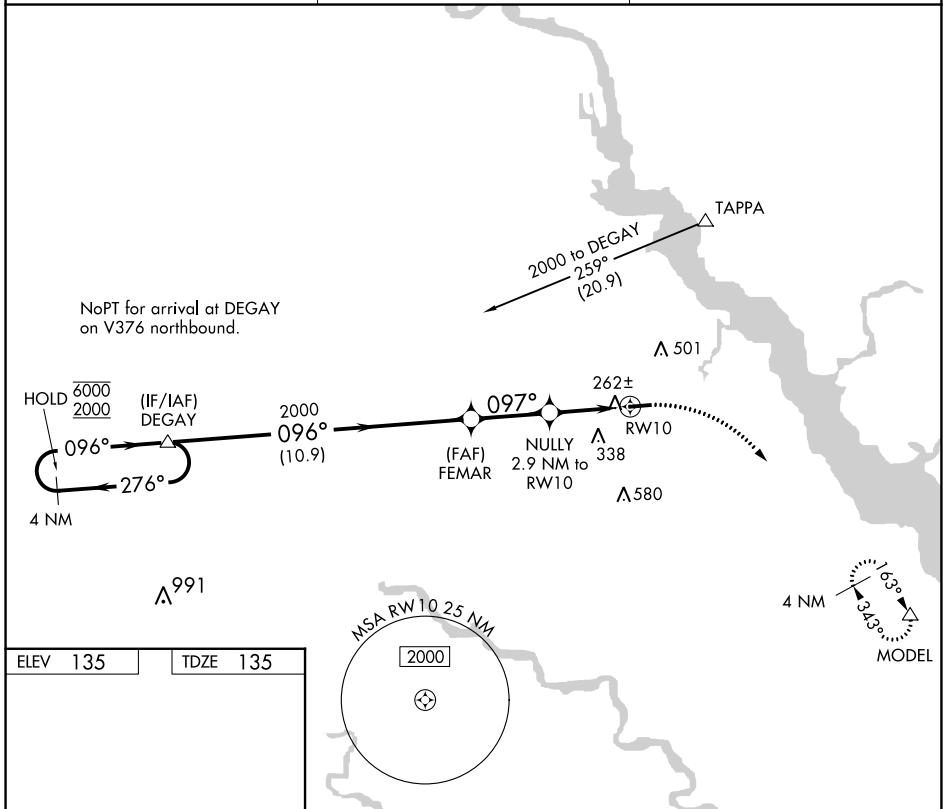 TAPPA
2000 to DEGAY
259°
(20.9)
NoPT for arrival at DEGAY
on V376 northbound.
501
HOLD 6000
2000
(IF/IAF)
DEGAY
096°
276°
4 NM
2000
096°
(10.9)
(FAF)
FEMAR
097°
NULLY
2.9 NM to
RW10
262±
RW10
338
580
991
4 NM
163°
343°
MODEL
MSA RW10 25 NM
2000
ELEV 135
TDZE 135